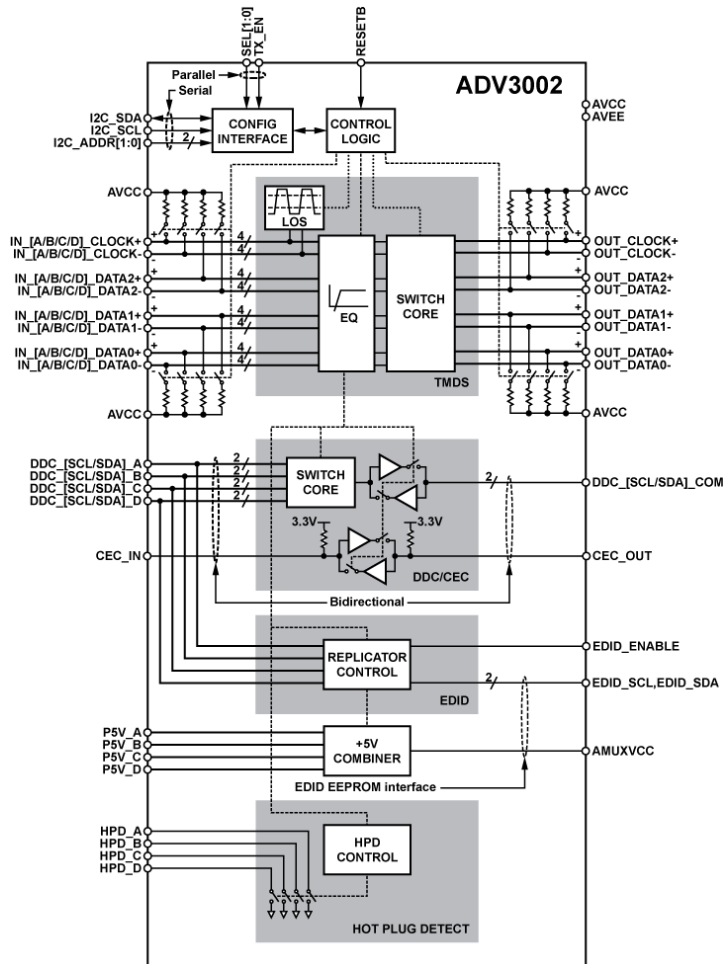 SEL[1:0]
TX_EN
RESETB
ADV3002
Parallel
Serial
AVCC
AVEE
I2C_SDA
I2C_SCL
I2C_ADDR[1:0]
2
CONFIG
INTERFACE
CONTROL
LOGIC
AVCC
AVCC
LOS
+
IN_[A/B/C/D]_CLOCK+
4
+
OUT_CLOCK+
IN_[A/B/C/D]_CLOCK-
-
4
-
OUT_CLOCK-
+
IN_[A/B/C/D]_DATA2+
4
+
OUT_DATA2+
IN_[A/B/C/D]_DATA2-
-
4
-
OUT_DATA2-
EQ
SWITCH
CORE
+
IN_[A/B/C/D]_DATA1+
4
+
OUT_DATA1+
IN_[A/B/C/D]_DATA1-
-
4
-
OUT_DATA1-
+
IN_[A/B/C/D]_DATA0+
4
+
OUT_DATA0+
IN_[A/B/C/D]_DATA0-
-
4
-
OUT_DATA0-
TMDS
AVCC
AVCC
DDC_[SCL/SDA]_A
2
DDC_[SCL/SDA]_B
2
DDC_[SCL/SDA]_C
2
DDC_[SCL/SDA]_D
2
SWITCH
CORE
2
DDC_[SCL/SDA]_COM
3.3V
3.3V
CEC_IN
CEC_OUT
DDC/CEC
Bidirectional
REPLICATOR
CONTROL
EDID_ENABLE
2
EDID_SCL,EDID_SDA
EDID
P5V_A
P5V_B
P5V_C
P5V_D
+5V
COMBINER
AMUXVCC
EDID EEPROM interface
HPD_A
HPD_B
HPD_C
HPD_D
HPD
CONTROL
HOT PLUG DETECT